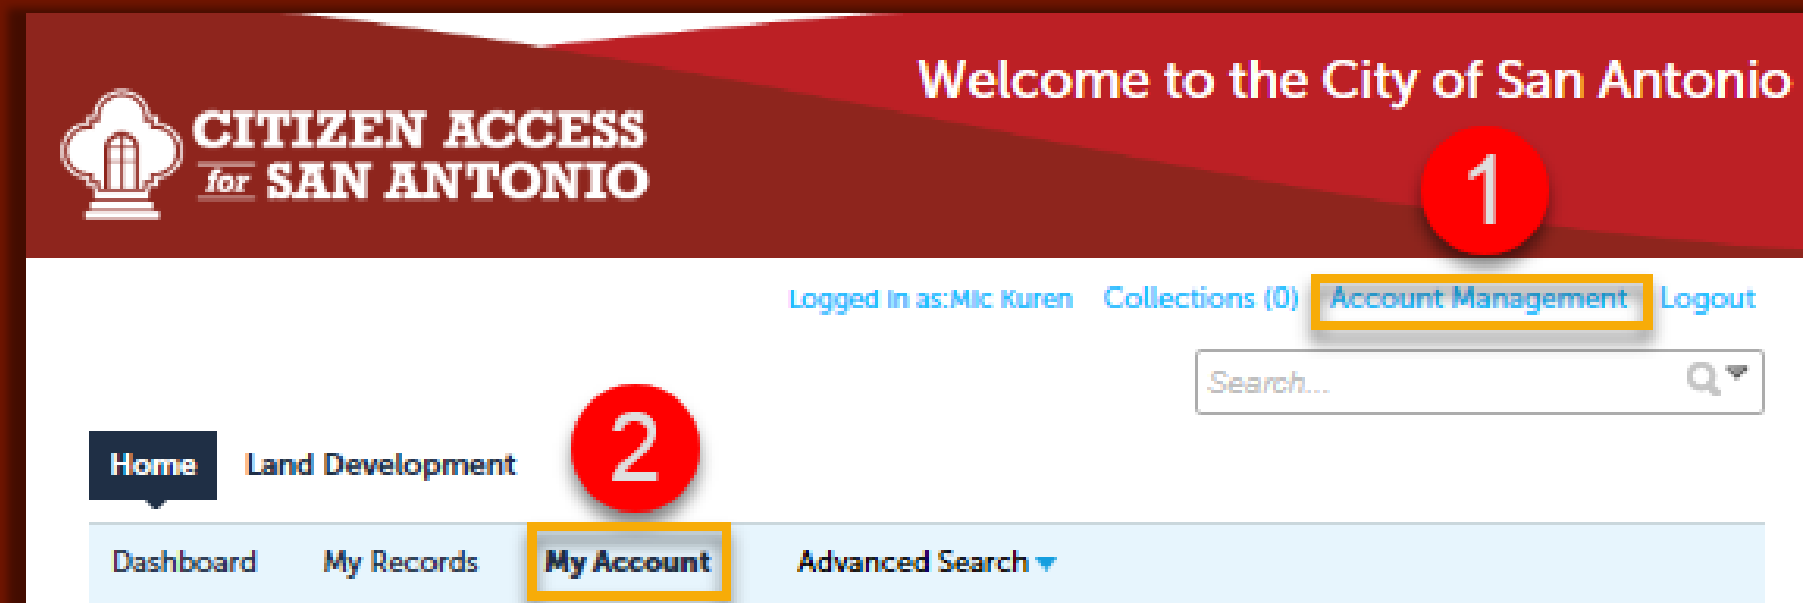 Welcome to the City of San Antonio
CITIZEN ACCESS
for SAN ANTONIO
1
Logged in as:Mic Kuren Collections (0) Account Management Logout
Search...
2
Home Land Development
Dashboard My Records My Account Advanced Search